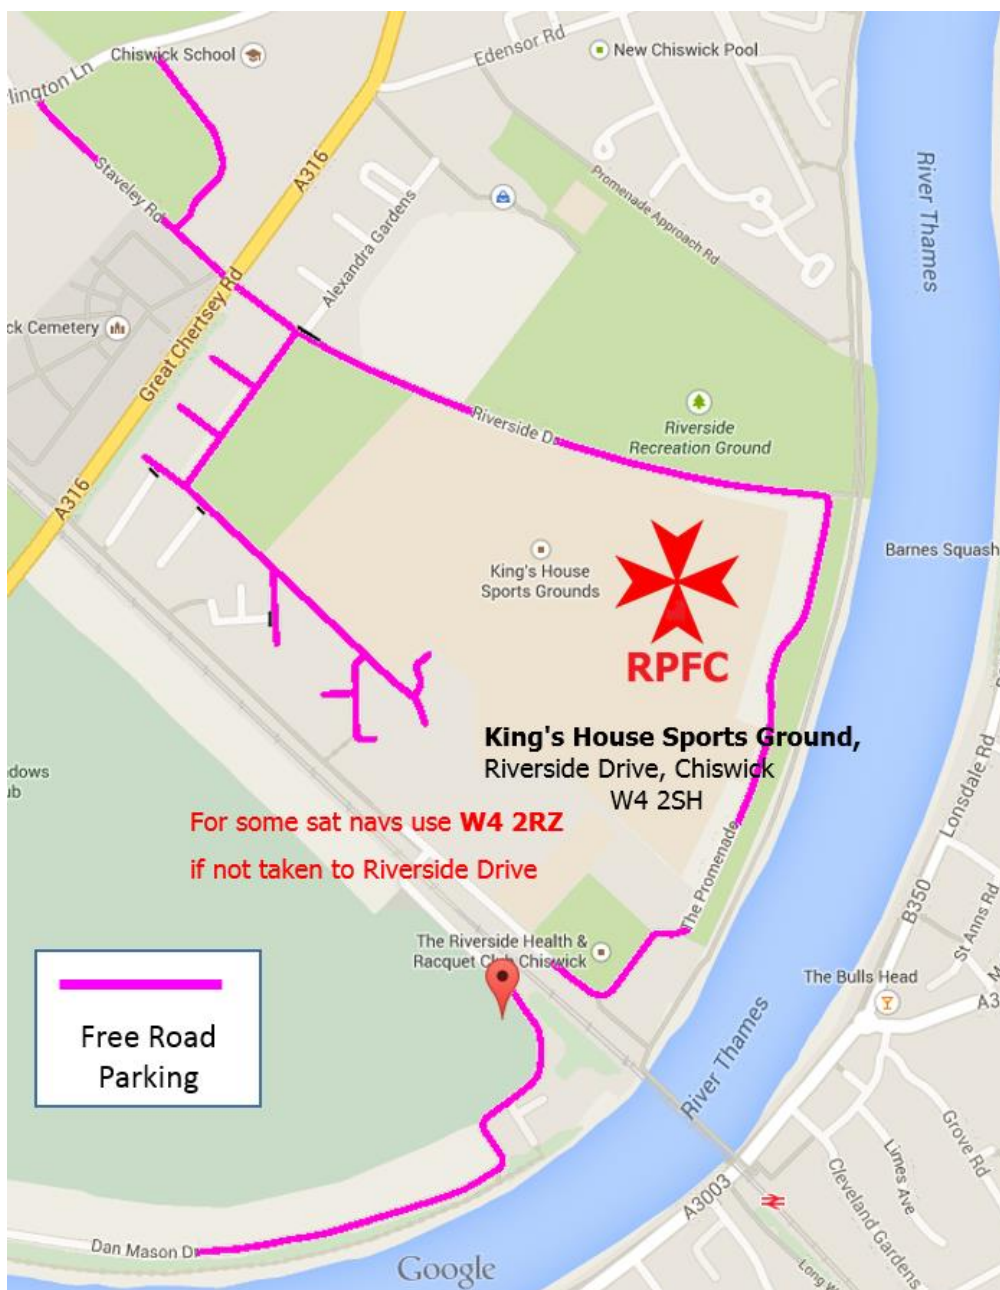 Chiswick School
Edensor Rd
New Chiswick Pool
lington Ln
A316
Staveley Rd
River Thames
Promenade Approach Rd
Alexandra Gardens
ck Cemetery
Great Chertsey Rd
Riverside Dr
Riverside
Recreation Ground
A316
Barnes Squash
King's House
Sports Grounds
RPFC
King's House Sports Ground,
Riverside Drive, Chiswick
W4 2SH
Lonsdale Rd
dows
ub
For some sat navs use W4 2RZ
if not taken to Riverside Drive
The Promenade
B350
St Anns Rd
The Riverside Health &
Racquet Club Chiswick
The Bulls Head
M
A3
Free Road
Parking
River Thames
Grove Rd
Limes Ave
Cleveland Gardens
A3003
Dan Mason Dr
Google
Long W